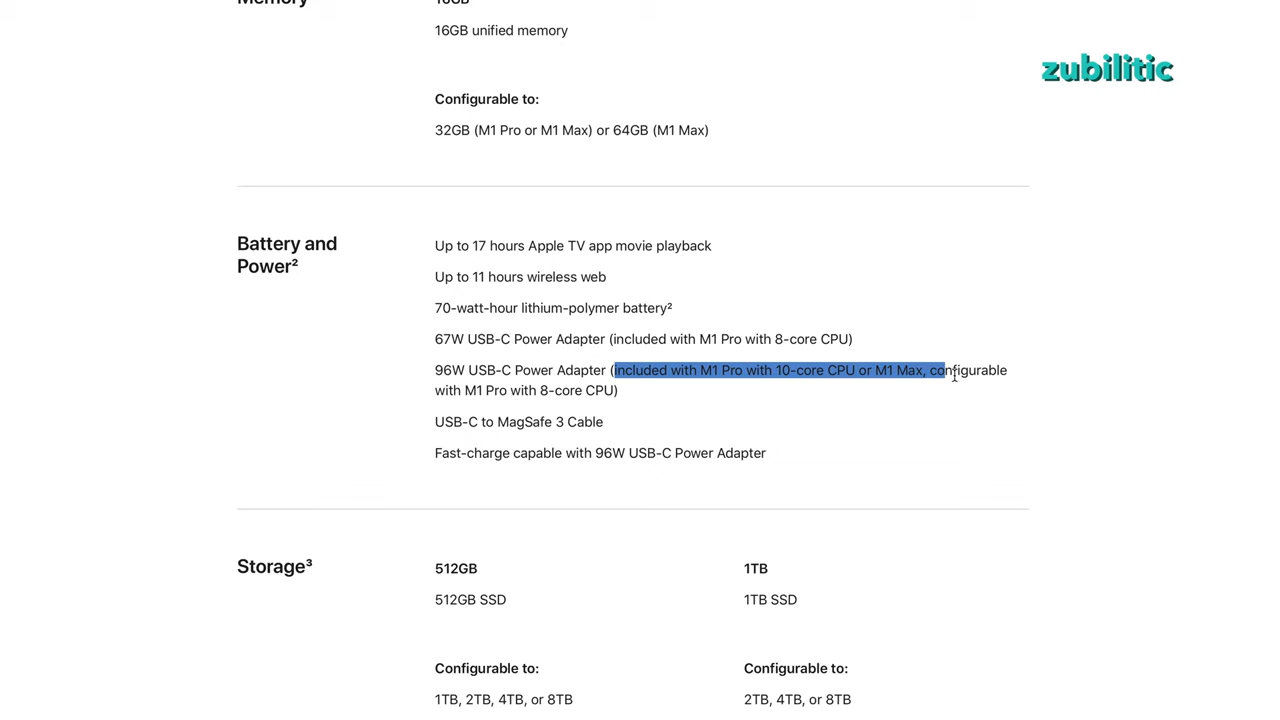 Memory
16GB
16GB unified memory
zubilitic
Configurable to:
32GB (M1 Pro or M1 Max) or 64GB (M1 Max)
Battery and
Power²
Up to 17 hours Apple TV app movie playback
Up to 11 hours wireless web
70-watt-hour lithium-polymer battery²
67W USB-C Power Adapter (included with M1 Pro with 8-core CPU)
96W USB-C Power Adapter (included with M1 Pro with 10-core CPU or M1 Max, configurable
with M1 Pro with 8-core CPU)
USB-C to MagSafe 3 Cable
Fast-charge capable with 96W USB-C Power Adapter
Storage³
512GB
1TB
512GB SSD
1TB SSD
Configurable to:
Configurable to:
1TB, 2TB, 4TB, or 8TB
2TB, 4TB, or 8TB